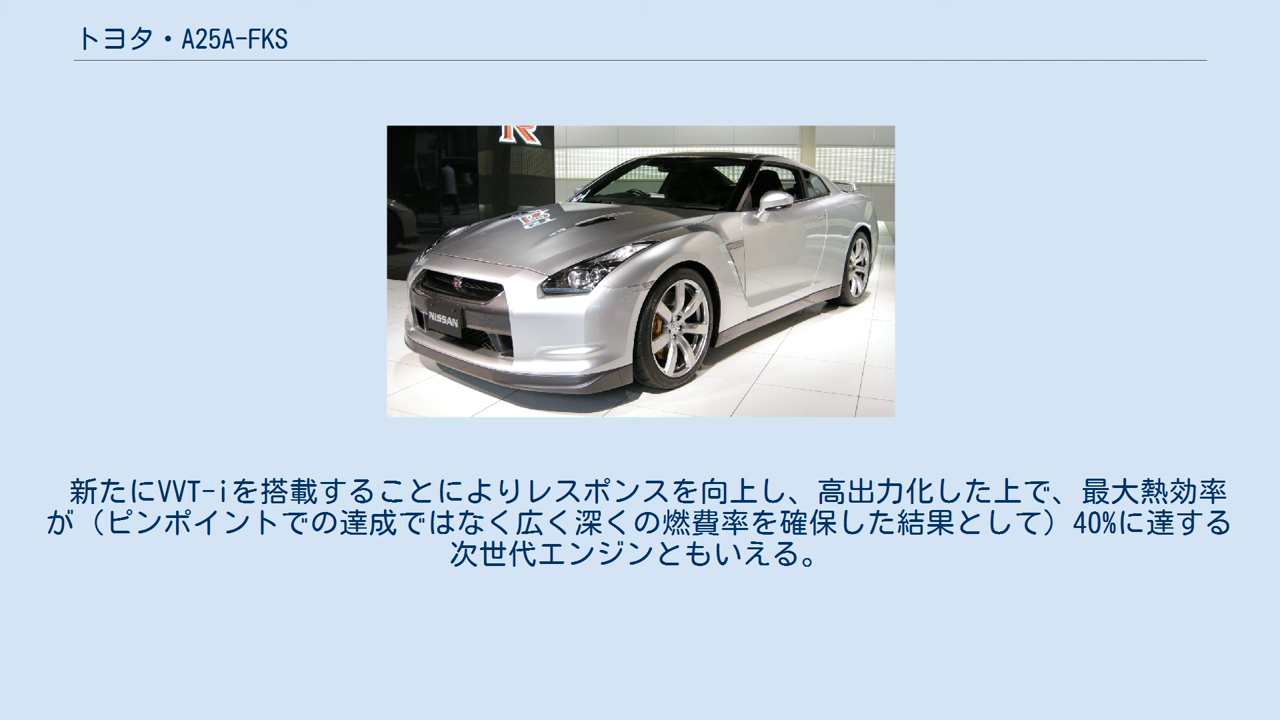 トヨタ・A25A-FKS
R
NISSAN
新たにVVT-iを搭載することによりレスポンスを向上し、高出力化した上で、最大熱効率
が（ピンポイントでの達成ではなく広く深くの燃費率を確保した結果として）40%に達する
次世代エンジンともいえる。